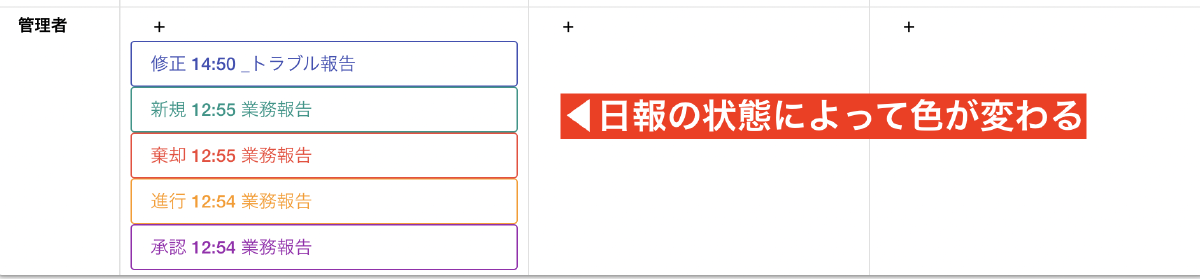 管理者
+
+
+
修正 14:50 _トラブル報告
新規 12:55 業務報告
◀日報の状態によって色が変わる
棄却 12:55 業務報告
進行 12:54 業務報告
承認 12:54 業務報告